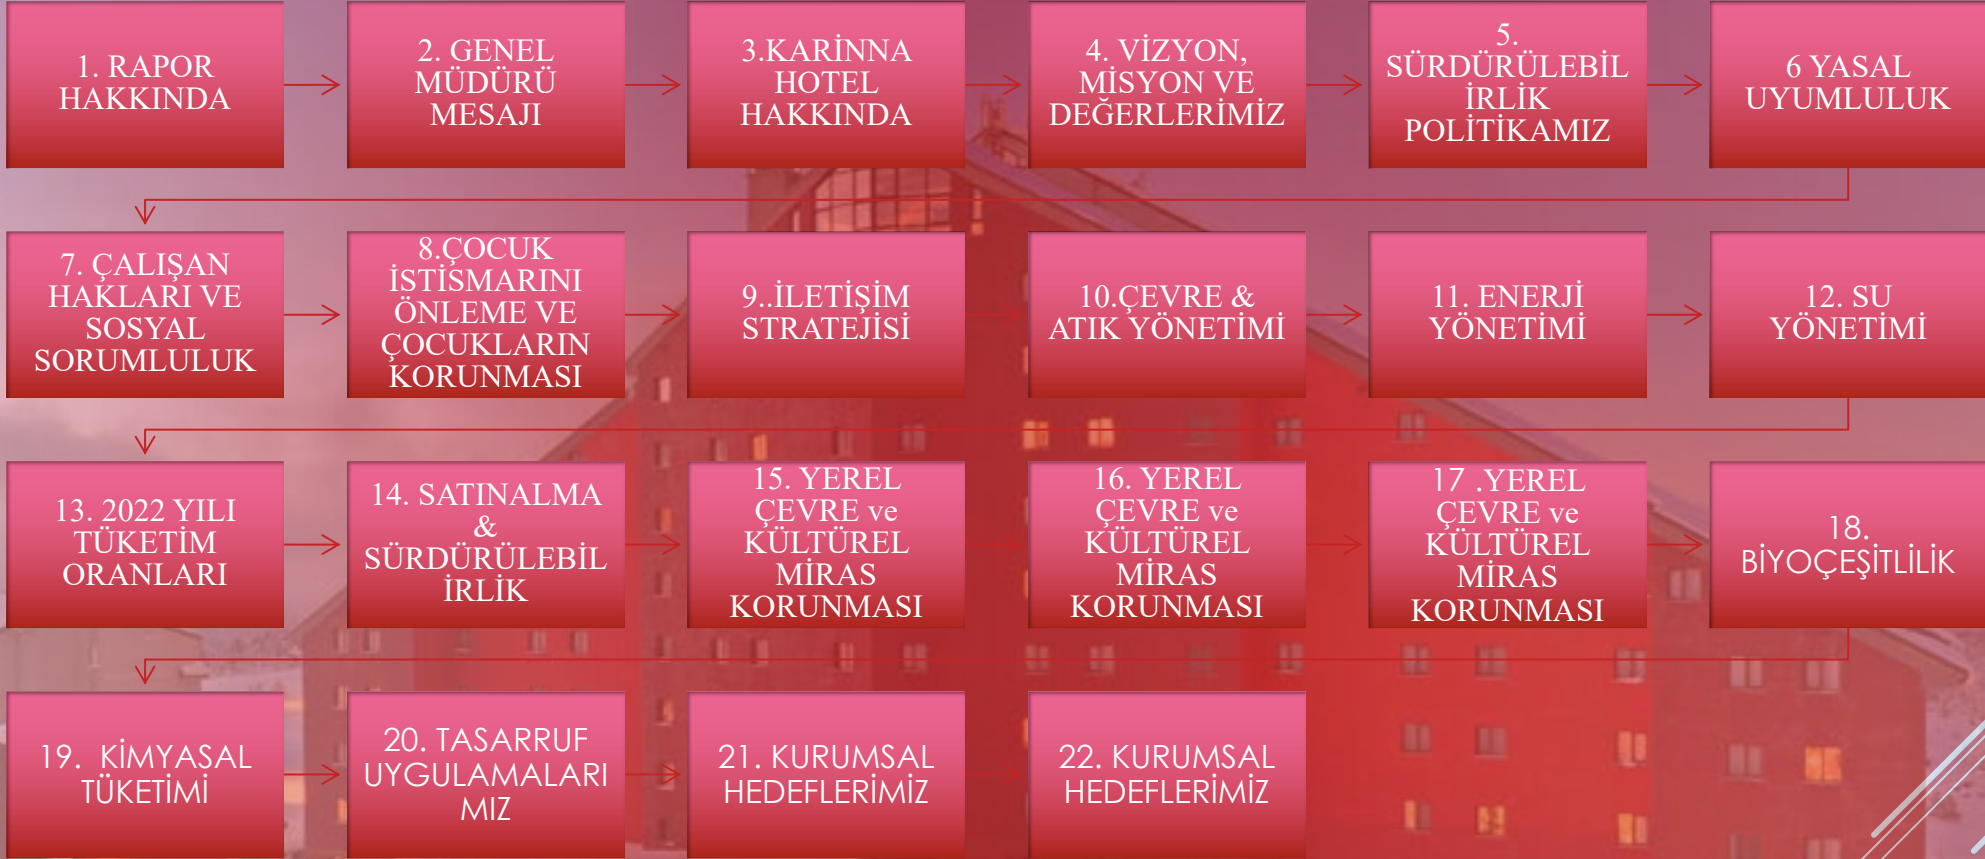 1. RAPOR
HAKKINDA
2. GENEL
MÜDÜRÜ
MESAJI
3.KARİNNA
HOTEL
HAKKINDA
4. VİZYON,
MİSYON VE
DEĞERLERİMİZ
5.
SÜRDÜRÜLEBİL
İRLİK
POLİTİKAMIZ
6 YASAL
UYUMLULUK
7. ÇALIŞAN
HAKLARI VE
SOSYAL
SORUMLULUK
8.ÇOCUK
İSTİSMARINI
ÖNLEME VE
ÇOCUKLARIN
KORUNMASI
9..İLETİŞİM
STRATEJİSİ
10.ÇEVRE &
ATIK YÖNETİMİ
11. ENERJİ
YÖNETİMİ
12. SU
YÖNETİMİ
13. 2022 YILI
TÜKETİM
ORANLARI
14. SATINALMA
&
SÜRDÜRÜLEBİL
İRLİK
15. YEREL
ÇEVRE ve
KÜLTÜREL
MİRAS
KORUNMASI
16. YEREL
ÇEVRE ve
KÜLTÜREL
MİRAS
KORUNMASI
17 .YEREL
ÇEVRE ve
KÜLTÜREL
MİRAS
KORUNMASI
18.
BİYOÇEŞİTLİLİK
19. KİMYASAL
TÜKETİMİ
20. TASARRUF
UYGULAMALARI
MIZ
21. KURUMSAL
HEDEFLERİMİZ
22. KURUMSAL
HEDEFLERİMİZ